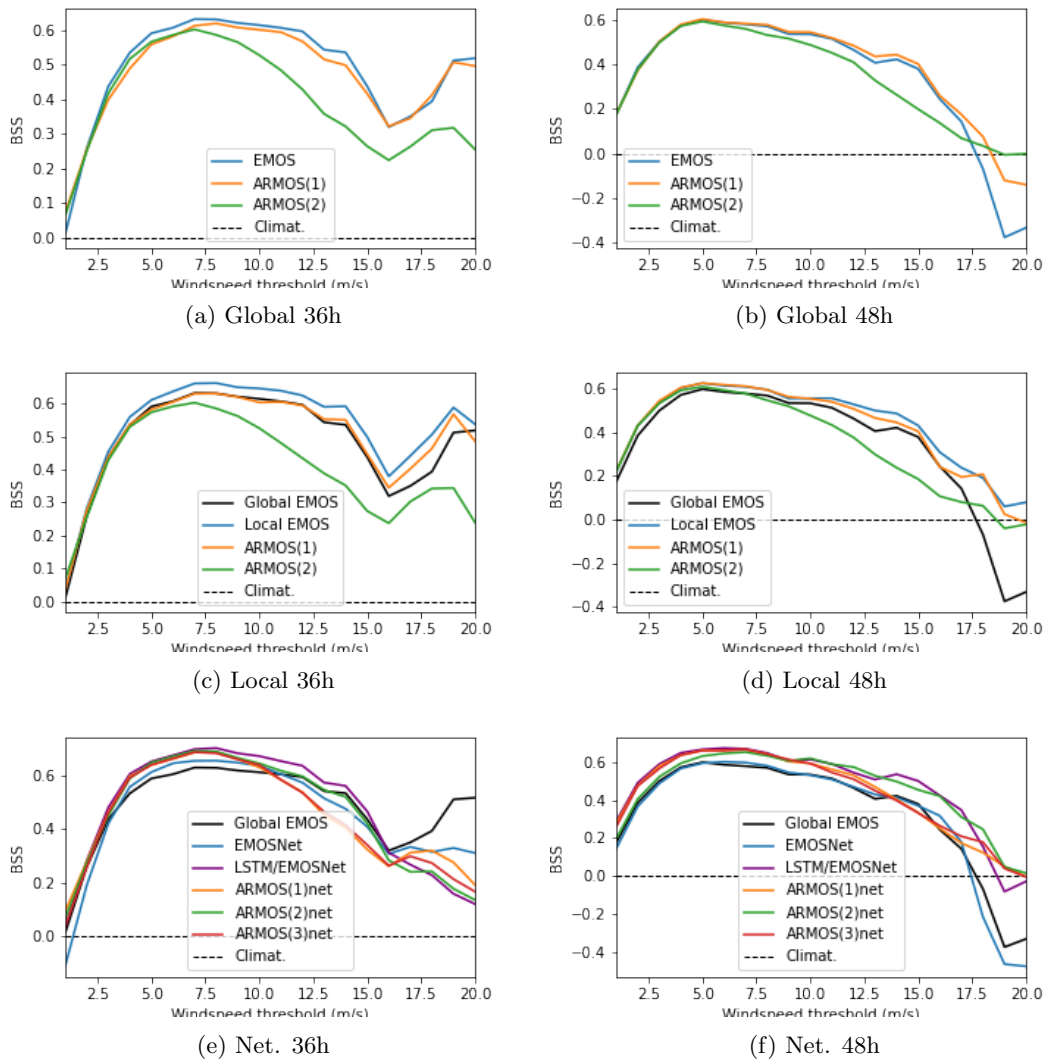 BSS
0.6
0.5
0.4
0.3
0.2
0.1
0.0
EMOS
ARMOS(1)
ARMOS(2)
Climat.
2.5 5.0 7.5 10.0 12.5 15.0 17.5 20.0
Windspeed threshold (m/s)
(a) Global 36h
BSS
0.6
0.4
0.2
0.0
−0.2
−0.4
EMOS
ARMOS(1)
ARMOS(2)
Climat.
2.5 5.0 7.5 10.0 12.5 15.0 17.5 20.0
Windspeed threshold (m/s)
(b) Global 48h
BSS
0.6
0.5
0.4
0.3
0.2
0.1
0.0
Global EMOS
Local EMOS
ARMOS(1)
ARMOS(2)
Climat.
2.5 5.0 7.5 10.0 12.5 15.0 17.5 20.0
Windspeed threshold (m/s)
(c) Local 36h
BSS
0.6
0.4
0.2
0.0
−0.2
−0.4
Global EMOS
Local EMOS
ARMOS(1)
ARMOS(2)
Climat.
2.5 5.0 7.5 10.0 12.5 15.0 17.5 20.0
Windspeed threshold (m/s)
(d) Local 48h
BSS
0.6
0.4
0.2
0.0
Global EMOS
EMOSNet
LSTM/EMOSNet
ARMOS(1)net
ARMOS(2)net
ARMOS(3)net
Climat.
2.5 5.0 7.5 10.0 12.5 15.0 17.5 20.0
Windspeed threshold (m/s)
(e) Net. 36h
BSS
0.6
0.4
0.2
0.0
−0.2
−0.4
Global EMOS
EMOSNet
LSTM/EMOSNet
ARMOS(1)net
ARMOS(2)net
ARMOS(3)net
Climat.
2.5 5.0 7.5 10.0 12.5 15.0 17.5 20.0
Windspeed threshold (m/s)
(f) Net. 48h